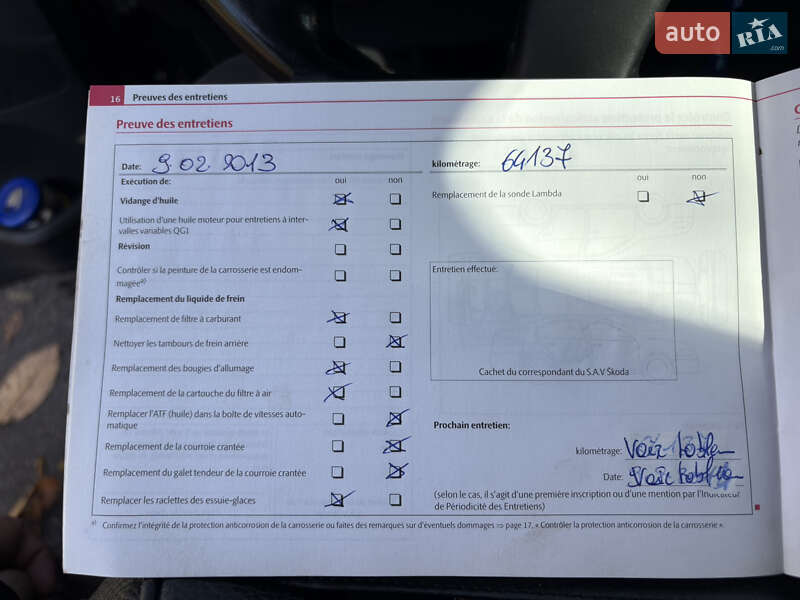 auto RIA.com
16 Preuves des entretiens
Preuve des entretiens
Date: 9.02.2013
kilométrage: 64137
Exécution de: oui non
oui non
Vidange d'huile
Remplacement de la sonde Lambda
Utilisation d'une huile moteur pour entretiens à inter-
valles variables QG1
Révision
Contrôler si la peinture de la carrosserie est endom-
magée a)
Entretien effectué:
Remplacement du liquide de frein
Remplacement de filtre à carburant
Nettoyer les tambours de frein arrière
Remplacement des bougies d'allumage
Cachet du correspondant du S.A.V Škoda
Remplacement de la cartouche du filtre à air
Remplacer l'ATF (huile) dans la boîte de vitesses auto-
matique
Prochain entretien:
Remplacement de la courroie crantée
kilométrage: Voir
Remplacement du galet tendeur de la courroie crantée
Date: Voir
Remplacer les raclettes des essuie-glaces
(selon le cas, il s'agit d'une première inscription ou d'une mention par l'Indicateur
de Périodicité des Entretiens)
a) Confirmez l'intégrité de la protection anticorrosion de la carrosserie ou faites des remarques sur d'éventuels dommages ⇒ page 17, « Contrôler la protection anticorrosion de la carrosserie ».